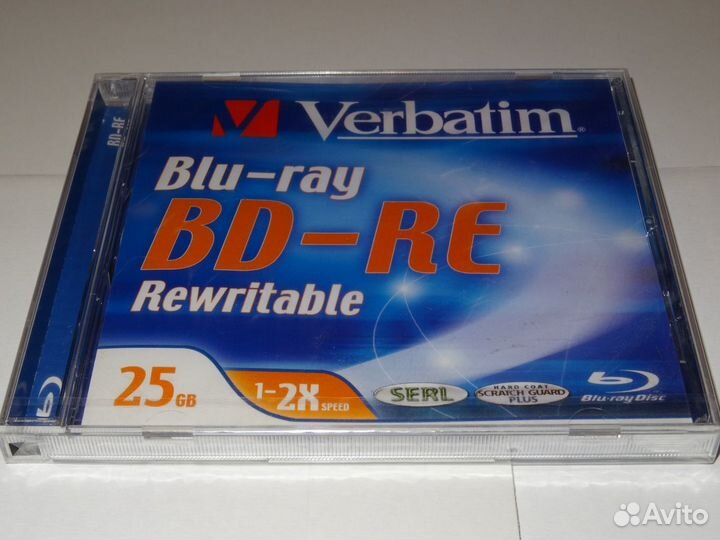 Verbatim®
Blu-ray
BD-RE
Rewritable
25 GB
1-2X SPEED
SERL
HARD COAT
SCRATCH GUARD
PLUS
Blu-ray Disc
BD-RE
Avito